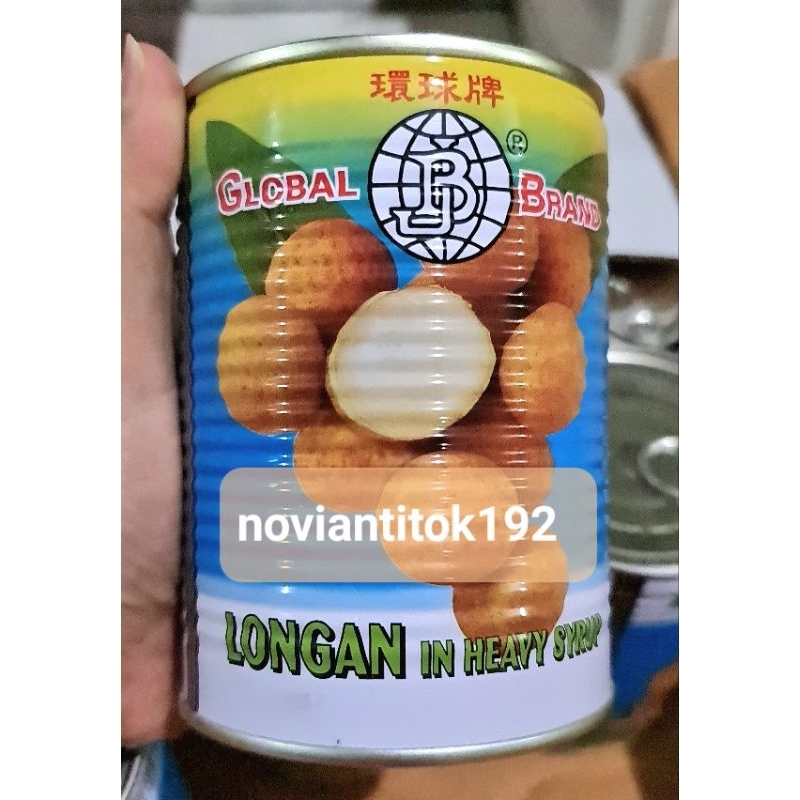 環球牌
GLOBAL BRAND
®
noviantitok192
LONGAN IN HEAVY SYRUP